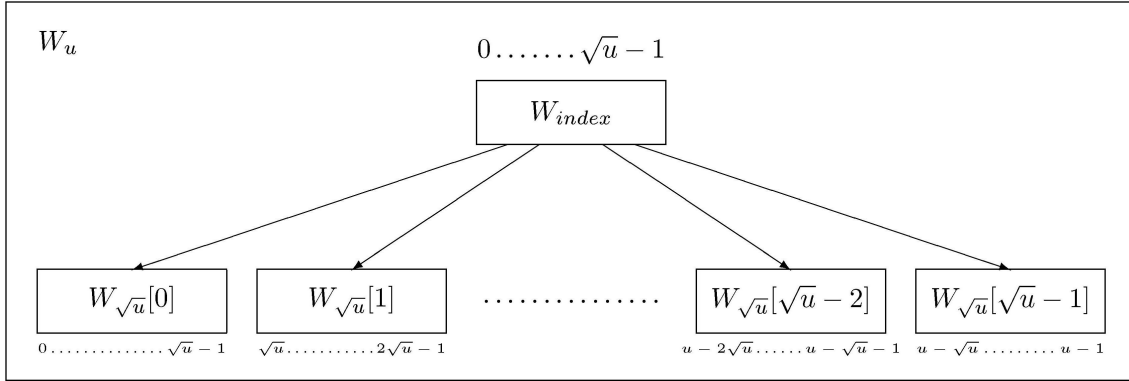 W_u
0 . . . . . . . √u − 1
W_index
W_√u[0] W_√u[1] . . . . . . . . . . . . . . . W_√u[√u − 2] W_√u[√u − 1]
0 . . . . . . . . . . . . . . √u − 1 √u . . . . . . . . . . . 2√u − 1 u − 2√u . . . . . . u − √u − 1 u − √u . . . . . . . . . u − 1